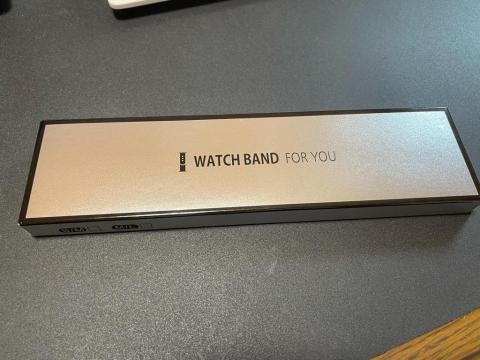 WATCH BAND FOR YOU
S/M M/L